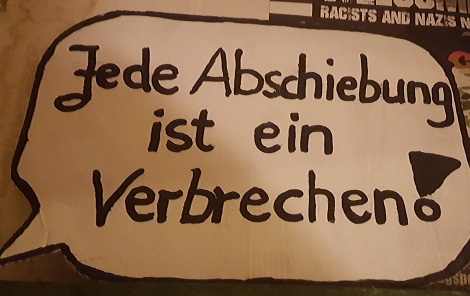 RACISTS AND NAZIS N
Jede Abschiebung
ist ein
Verbrechen!